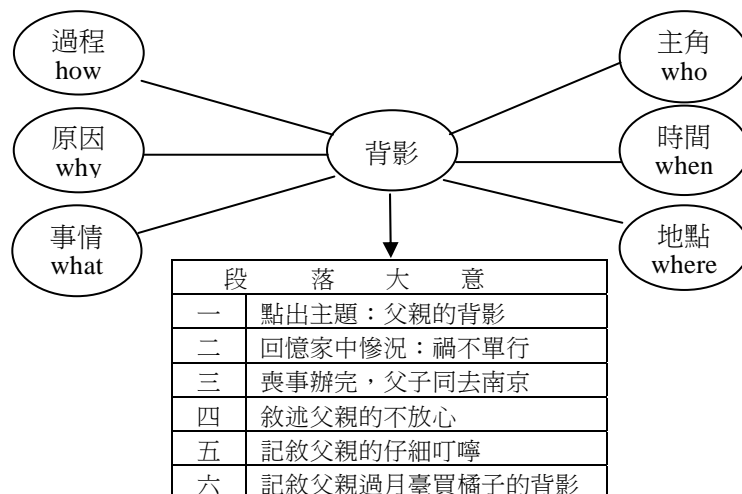 過程
how
主角
who
原因
why
背影
時間
when
事情
what
地點
where
段落大意
一 點出主題：父親的背影
二 回憶家中慘況：禍不單行
三 喪事辦完，父子同去南京
四 敘述父親的不放心
五 記敘父親的仔細叮嚀
六 記敘父親過月臺買橘子的背影